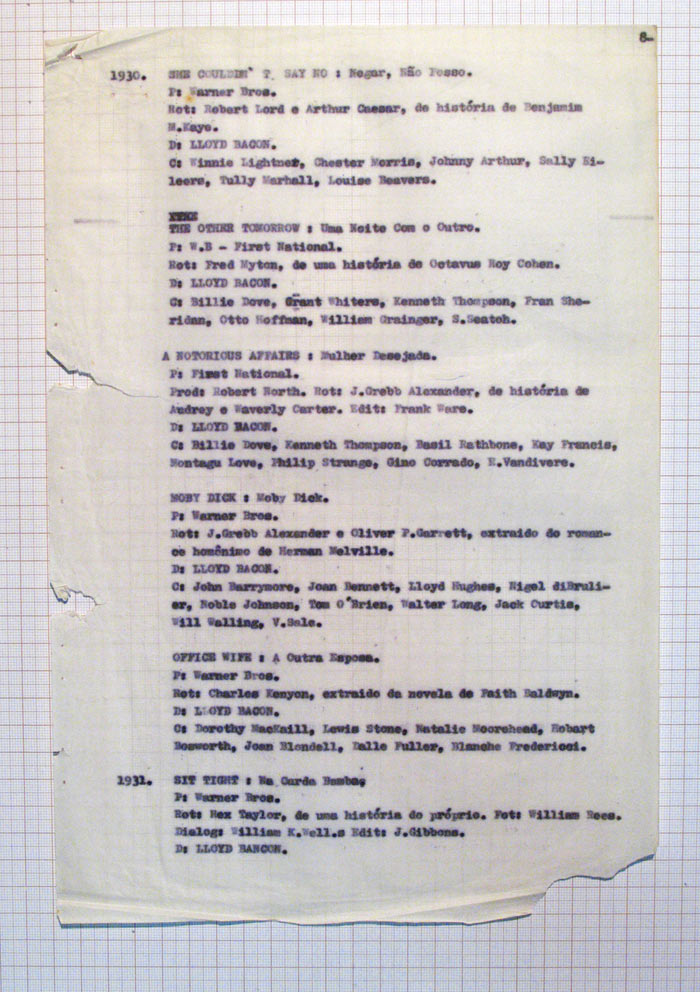 8-
1930. SHE COULDIN' T. SAY NO : Negar, Não Posso.
P: Warner Bros.
Rot: Robert Lord e Arthur Caesar, de história de Benjamim
M.Kaye.
D: LLOYD BACON.
C: Winnie Lightner, Chester Morris, Johnny Arthur, Sally Ei-
leers, Tully Marhall, Louise Beavers.
THE OTHER TOMORROW : Uma Noite Com o Outro.
P: W.B - First National.
Rot: Fred Myton, de uma história de Octavus Roy Cohen.
D: LLOYD BACON.
C: Billie Dove, Grant Whiters, Kenneth Thompson, Fran She-
ridan, Otto Hoffman, William Grainger, S.Seatch.
A NOTORIOUS AFFAIRS : Mulher Desejada.
P: First National.
Prod: Robert North. Rot: J.Grebb Alexander, de história de
Audrey e Waverly Carter. Edit: Frank Ware.
D: LLOYD BACON.
C: Billie Dove, Kenneth Thompson, Basil Rathbone, Kay Francis,
Montagu Love, Philip Strange, Gino Corrado, E.Vandivere.
MOBY DICK : Moby Dick.
P: Warner Bros.
Rot: J.Grebb Alexander e Oliver P.Garrett, extraido do roman-
ce homônimo de Herman Melville.
D: LLOYD BACON.
C: John Barrymore, Joan Bennett, Lloyd Hughes, Nigel diBruli-
er, Noble Johnson, Tom O'Brien, Walter Long, Jack Curtis,
Will Walling, V.Sale.
OFFICE WIFE : A Outra Esposa.
P: Warner Bros.
Rot: Charles Kenyon, extraido da novela de Faith Baldwyn.
D: LLOYD BACON.
C: Dorothy MacKaill, Lewis Stone, Natalie Moorehead, Hobart
Bosworth, Joan Blondell, Dalle Fuller, Blanche Frederici.
1931. SIT TIGHT : Na Corda Bamba;
P: Warner Bros.
Rot: Rex Taylor, de uma história do próprio. Fot: William Rees.
Dialog: William K.Well.s Edit: J.Gibbons.
D: LLOYD BANCON.